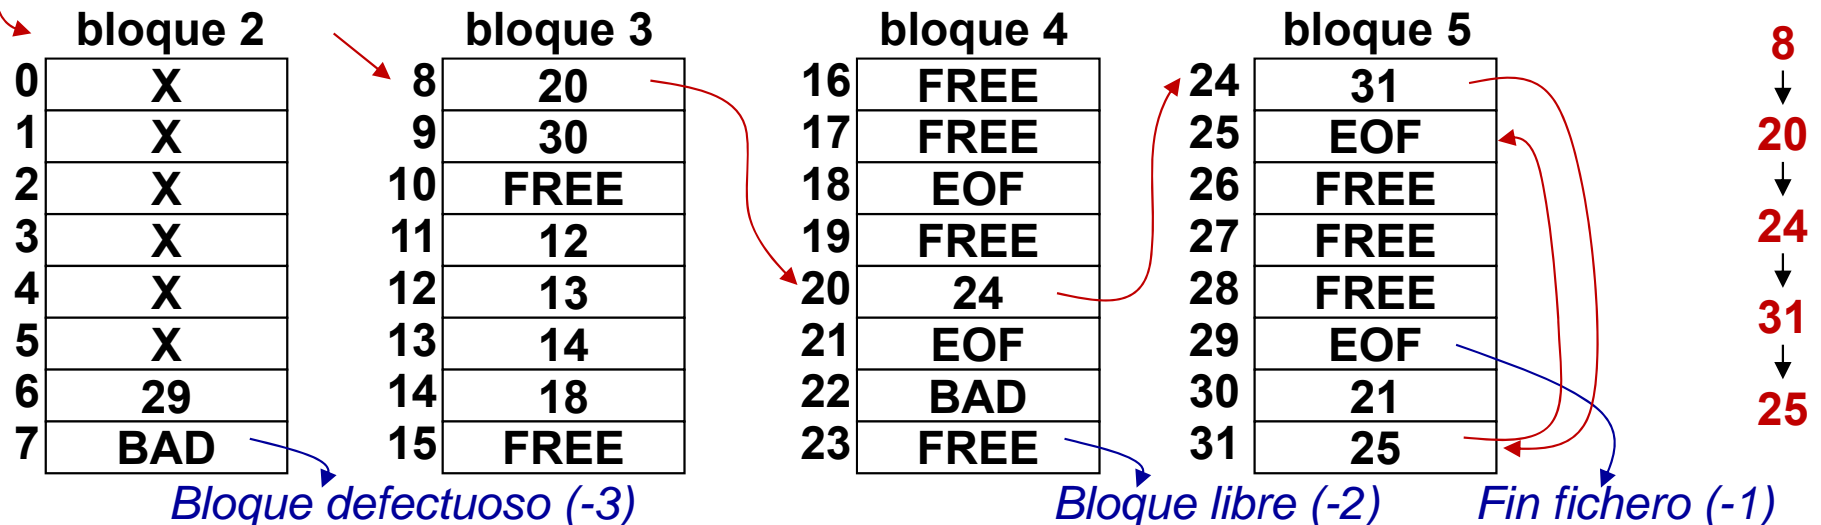 bloque 2 bloque 3 bloque 4 bloque 5
0 X 8 20 16 FREE 24 31 8
1 X 9 30 17 FREE 25 EOF 20
2 X 10 FREE 18 EOF 26 FREE
3 X 11 12 19 FREE 27 FREE 24
4 X 12 13 20 24 28 FREE
5 X 13 14 21 EOF 29 EOF 31
6 29 14 18 22 BAD 30 21 25
7 BAD 15 FREE 23 FREE 31 25
Bloque defectuoso (-3) Bloque libre (-2) Fin fichero (-1)